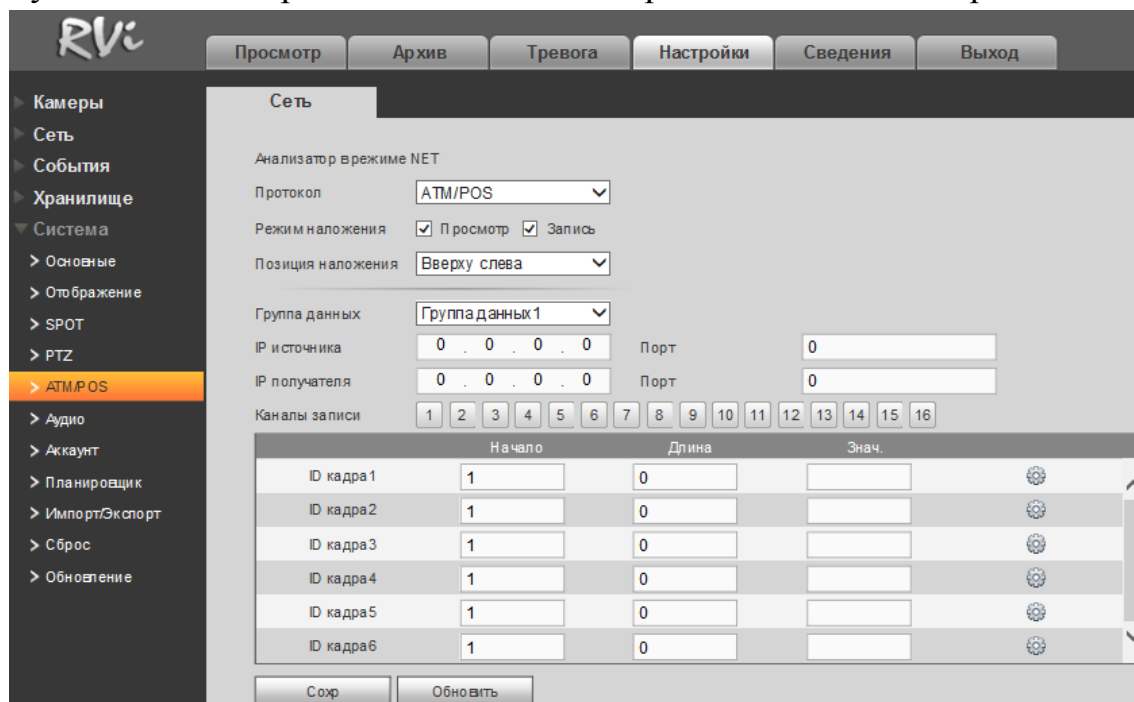 RVi
Просмотр Архив Тревога Настройки Сведения Выход
Камеры
Сеть
События
Хранилище
Система
Основные
Отображение
SPOT
PTZ
ATM/POS
Аудио
Аккаунт
Планировщик
Импорт/Экспорт
Сброс
Обновление
Сеть
Анализатор в режиме NET
Протокол ATM/POS
Режим наложения Просмотр Запись
Позиция наложения Вверху слева
Группа данных Группа данных1
IP источника 0 . 0 . 0 . 0 Порт 0
IP получателя 0 . 0 . 0 . 0 Порт 0
Каналы записи 1 2 3 4 5 6 7 8 9 10 11 12 13 14 15 16
Начало Длина Знач.
ID кадра1 1 0
ID кадра2 1 0
ID кадра3 1 0
ID кадра4 1 0
ID кадра5 1 0
ID кадра6 1 0
Сохр Обновить